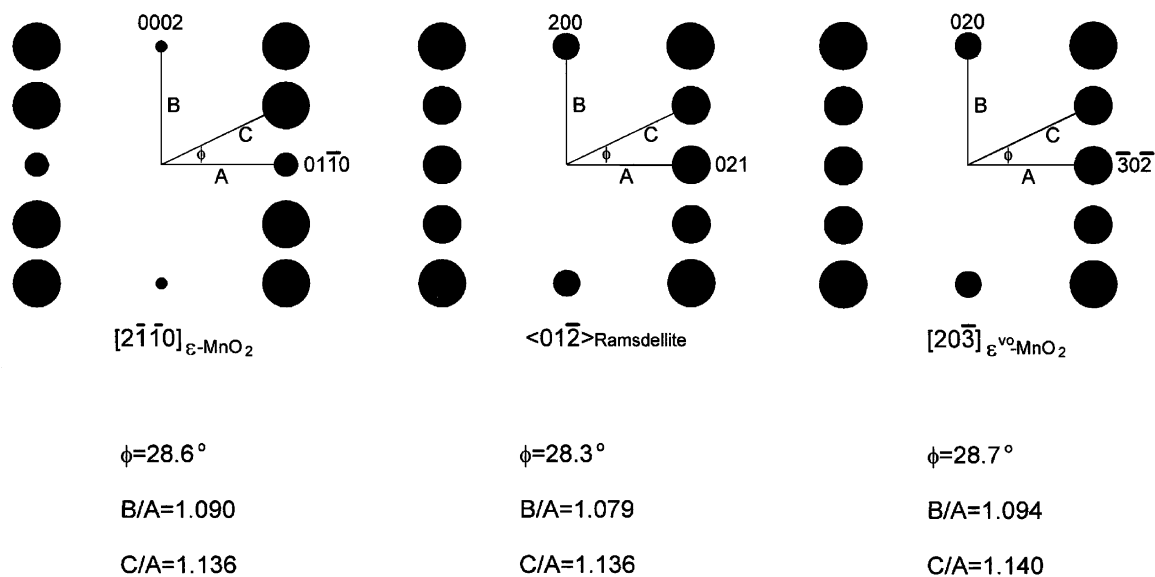 0002 200 020
B B B
C C C
ϕ ϕ ϕ
A 011̅0 A 021 A 3̅02̅
[21̅1̅0]ε-MnO₂ <012̅>Ramsdellite [203̅]εᵛᵒ-MnO₂
ϕ=28.6° ϕ=28.3° ϕ=28.7°
B/A=1.090 B/A=1.079 B/A=1.094
C/A=1.136 C/A=1.136 C/A=1.140